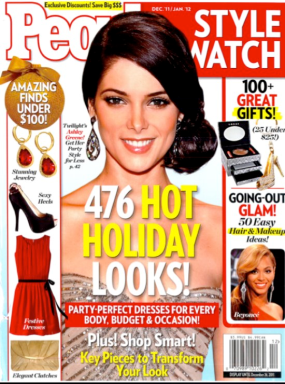 Exclusive Discounts! Save Big $$$
DEC. 11/JAN. 12
People
STYLE
WATCH
AMAZING
FINDS
UNDER
$100!
Stunning
Jewelry
Sexy
Heels
Festive
Dresses
Elegant Clutches
Twilight's
Ashley
Greene!
Get Her
Party Style
for Less
p. 42
476 HOT
HOLIDAY
LOOKS!
PARTY-PERFECT DRESSES FOR EVERY
BODY, BUDGET & OCCASION!
Plus! Shop Smart!
Key Pieces to Transform
Your Look
100+
GREAT
GIFTS!
(25 Under
$25!)
GOING-OUT
GLAM!
50 Easy
Hair & Makeup
Ideas!
Beyoncé